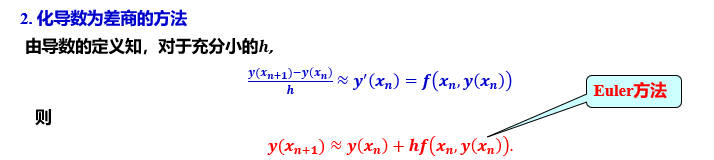 2. 化导数为差商的方法
由导数的定义知，对于充分小的h,
y(xₙ₊₁)−y(xₙ)/h ≈ y′(xₙ) = f(xₙ, y(xₙ))
Euler方法
则
y(xₙ₊₁) ≈ y(xₙ) + hf(xₙ, y(xₙ)).